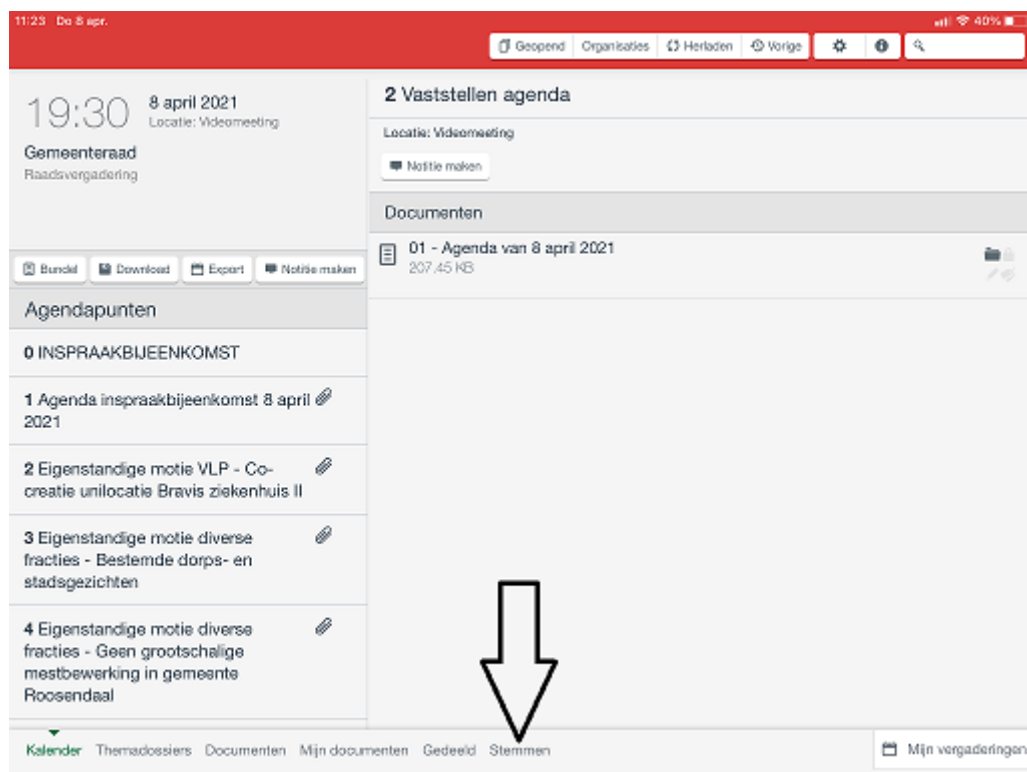 11:23 Do 8 apr.
40%
Geopend Organisaties Herladen Vorige
19:30
8 april 2021
Locatie: Videomeeting
Gemeenteraad
Raadsvergadering
Bundel Download Export Notitie maken
Agendapunten
0 INSPRAAKBIJEENKOMST
1 Agenda inspraakbijeenkomst 8 april
2021
2 Eigenstandige motie VLP - Co-
creatie unilocatie Bravis ziekenhuis II
3 Eigenstandige motie diverse
fracties - Bestemde dorps- en
stadsgezichten
4 Eigenstandige motie diverse
fracties - Geen grootschalige
mestbewerking in gemeente
Roosendaal
2 Vaststellen agenda
Locatie: Videomeeting
Notitie maken
Documenten
01 - Agenda van 8 april 2021
207.45 KB
Kalender Themadossiers Documenten Mijn documenten Gedeeld Stemmen
Mijn vergaderingen